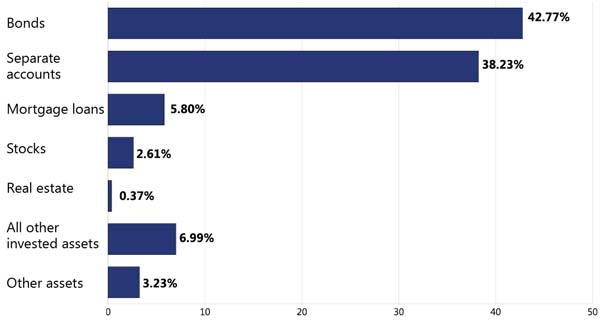 Bonds
42.77%
Separate
accounts
38.23%
Mortgage loans
5.80%
Stocks
2.61%
Real estate
0.37%
All other
invested assets
6.99%
Other assets
3.23%
0 10 20 30 40 50